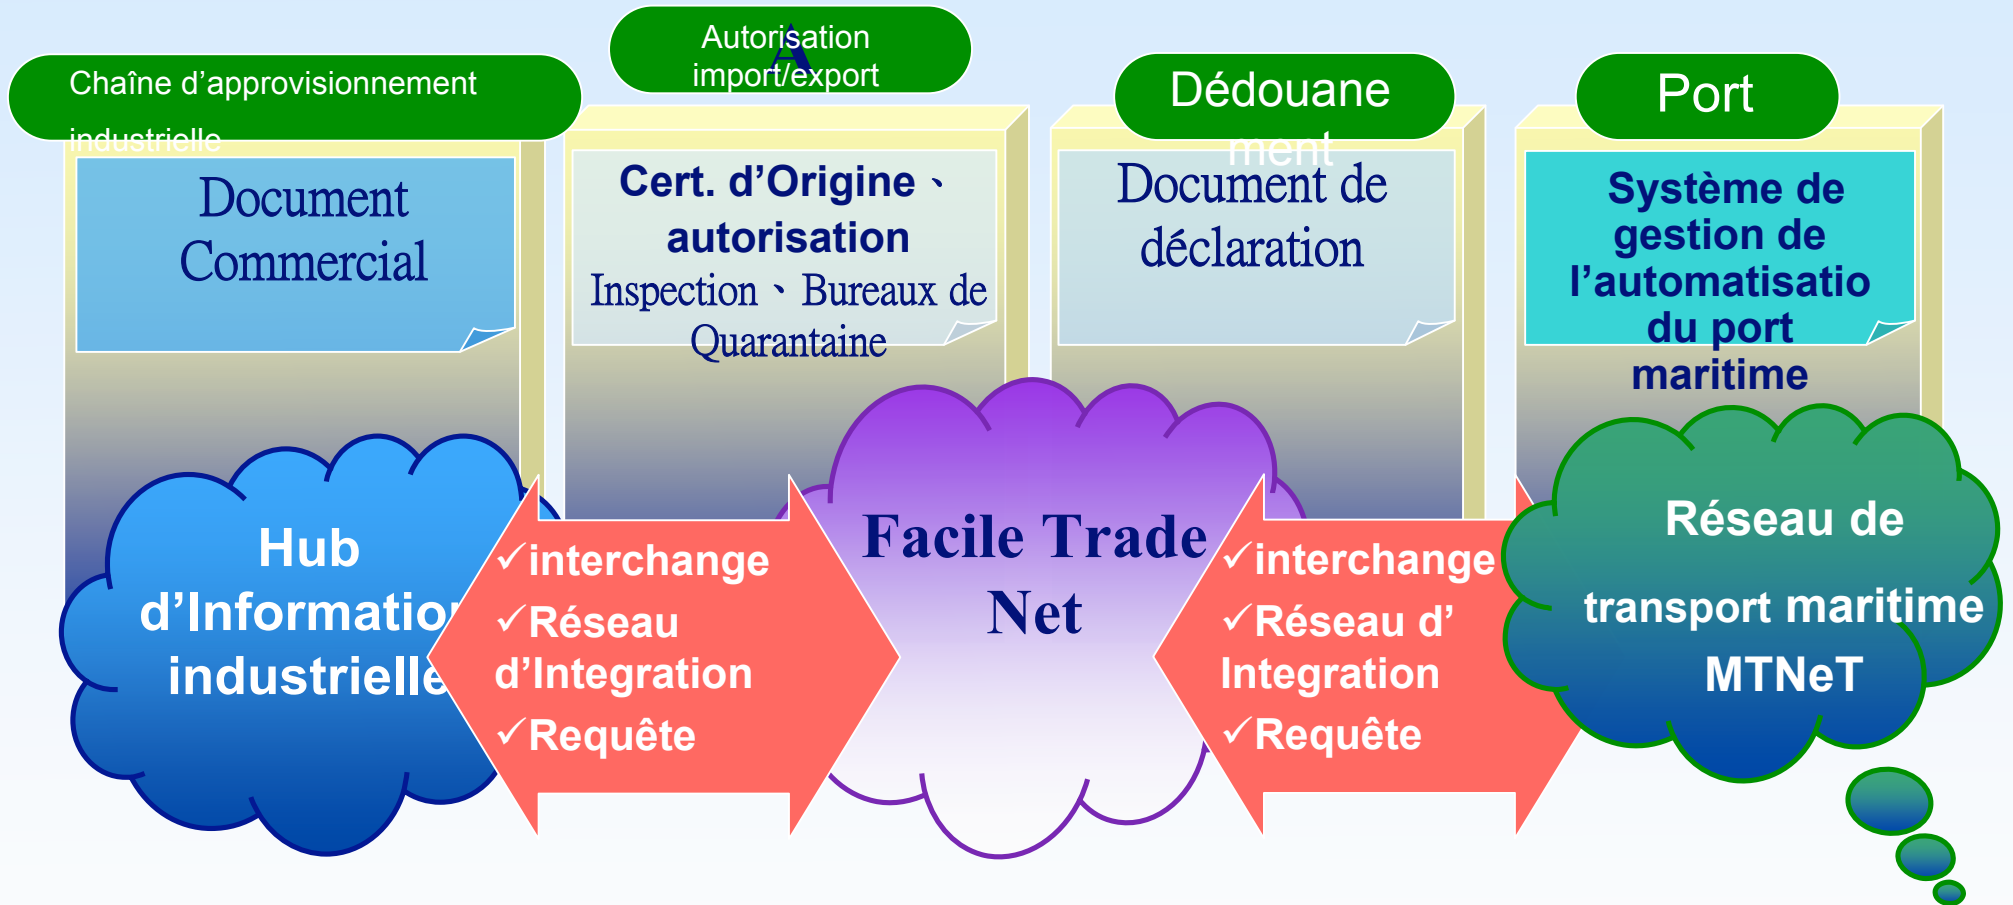 Chaîne d’approvisionnement
industrielle
A
Autorisation
import/export
Dédouane
ment
Port
Document
Commercial
Cert. d’Origine、
autorisation
Inspection、Bureaux de
Quarantaine
Document de
déclaration
Système de
gestion de
l’automatisatio
du port
maritime
Hub
d’Information
industrielle
✓interchange
✓Réseau
d’Integration
✓Requête
Facile Trade
Net
✓interchange
✓Réseau d’
Integration
✓Requête
Réseau de
transport maritime
MTNeT